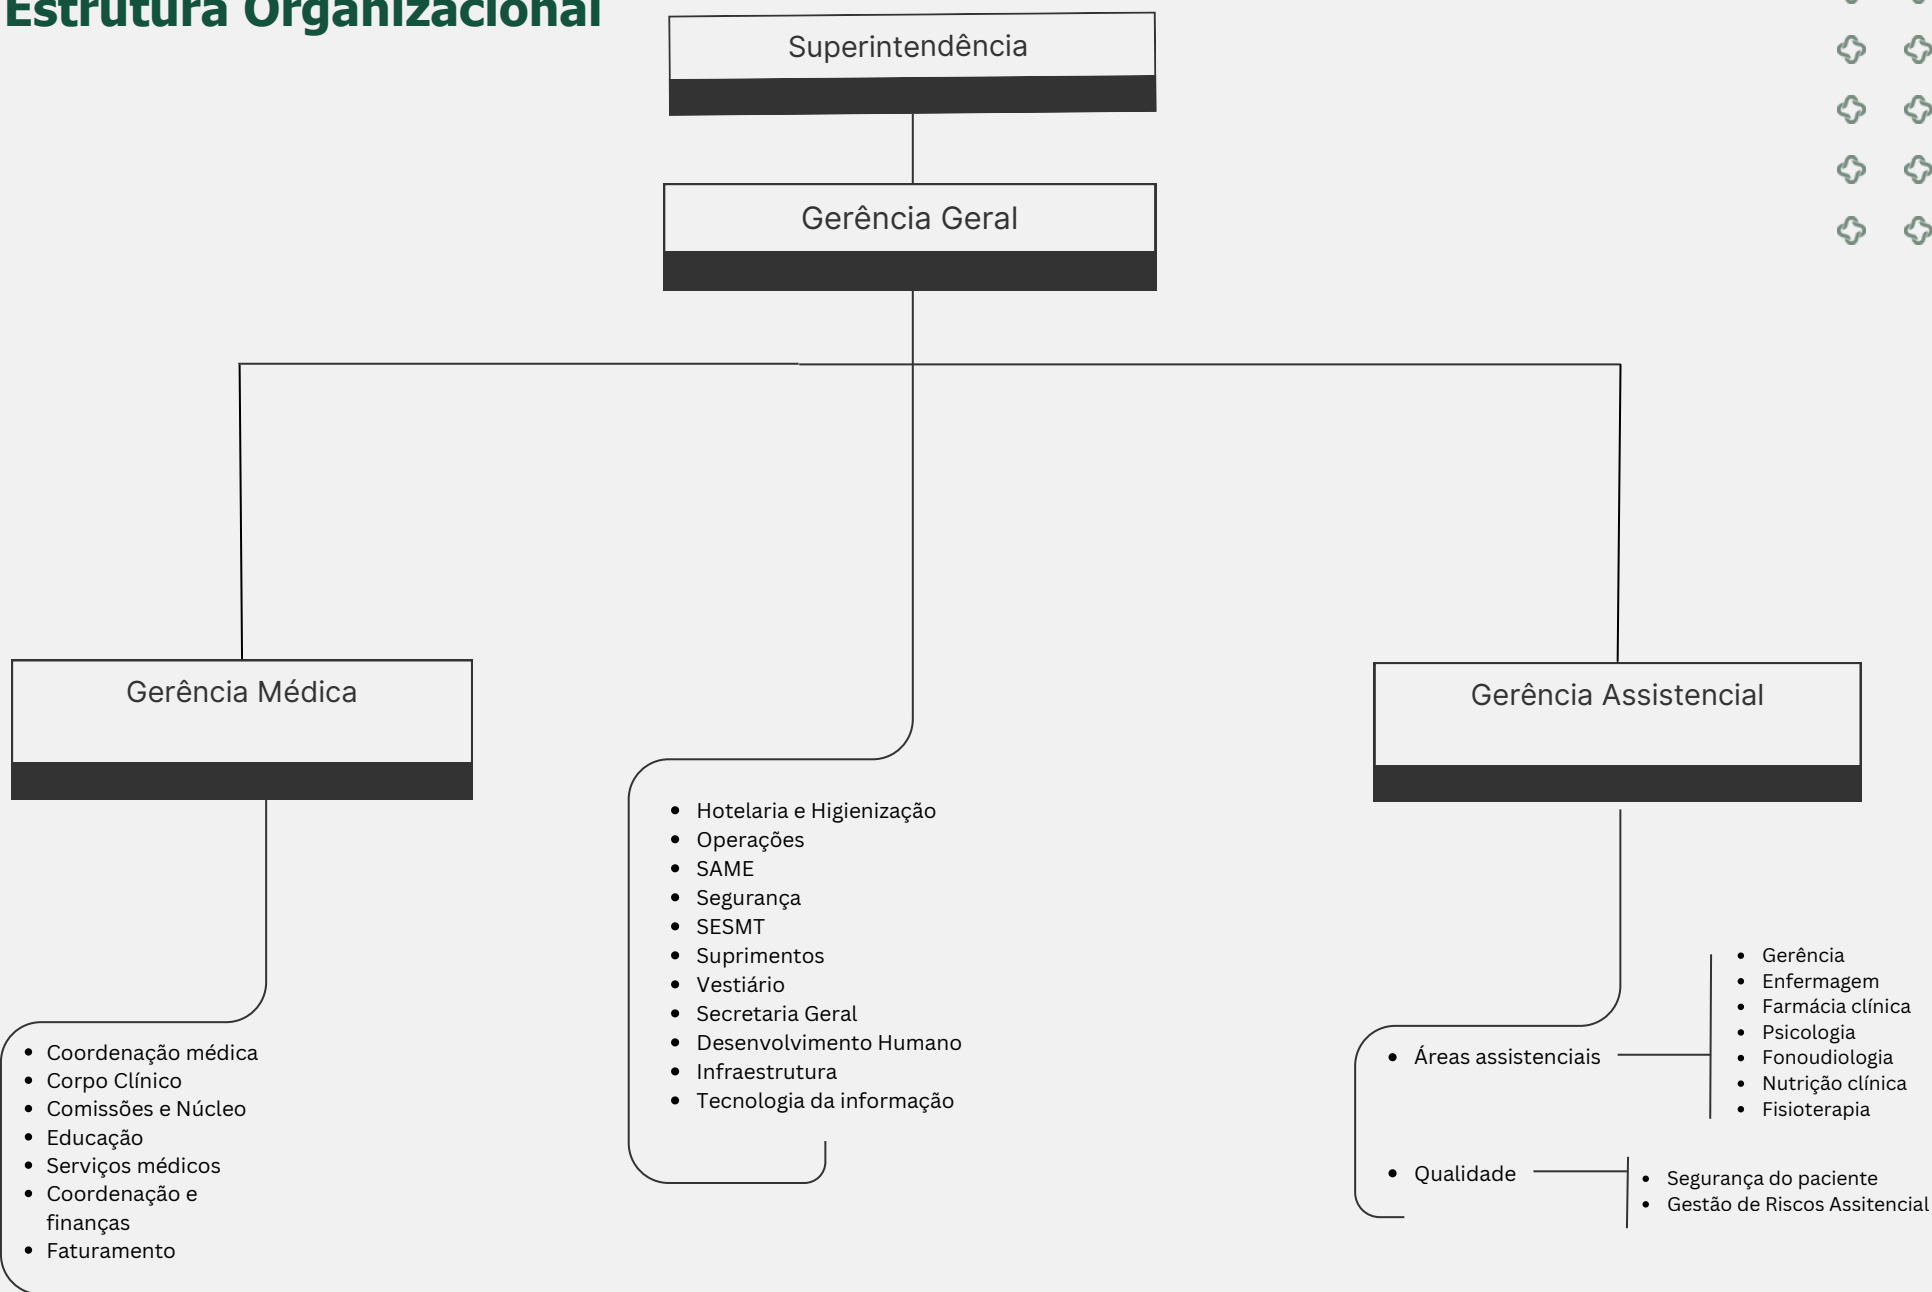 Estrutura Organizacional
Superintendência
Gerência Geral
Gerência Médica
Coordenação médica
Corpo Clínico
Comissões e Núcleo
Educação
Serviços médicos
Coordenação e
finanças
Faturamento
Hotelaria e Higienização
Operações
SAME
Segurança
SESMT
Suprimentos
Vestiário
Secretaria Geral
Desenvolvimento Humano
Infraestrutura
Tecnologia da informação
Gerência Assistencial
Áreas assistenciais
Gerência
Enfermagem
Farmácia clínica
Psicologia
Fonoudiologia
Nutrição clínica
Fisioterapia
Qualidade
Segurança do paciente
Gestão de Riscos Assitencial